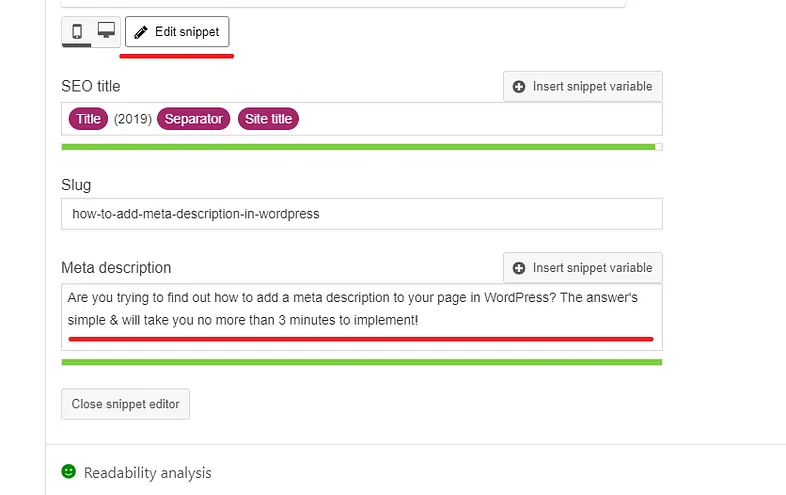 Edit snippet
SEO title
Insert snippet variable
Title (2019) Separator Site title
Slug
how-to-add-meta-description-in-wordpress
Meta description
Insert snippet variable
Are you trying to find out how to add a meta description to your page in WordPress? The answer's
simple & will take you no more than 3 minutes to implement!
Close snippet editor
Readability analysis